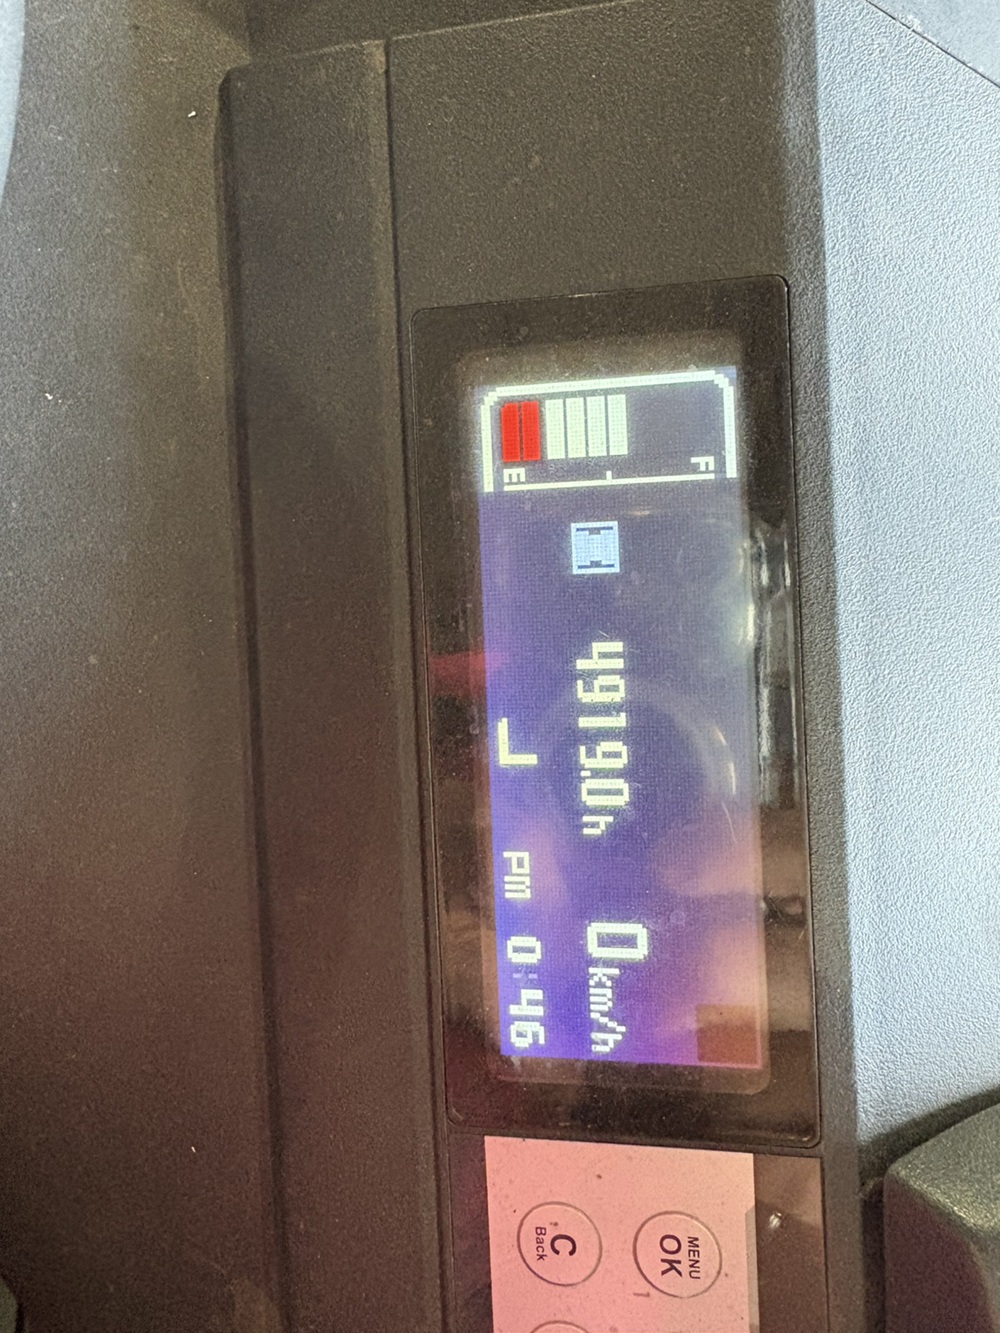 F
E
4919.0h
0km/h
PM 0:46
MENU
OK
C
Back